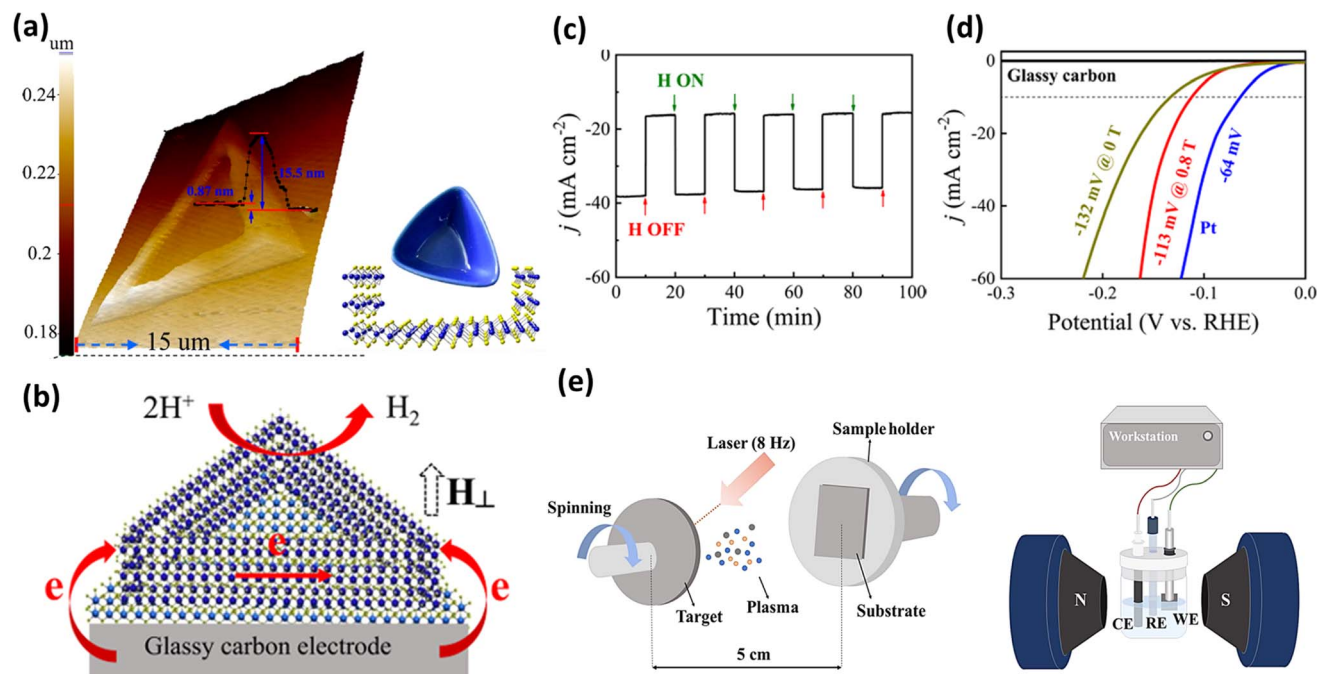 (a)
um
0.24
0.22
0.2
0.18
0.87 nm
15.5 nm
15 um
(b)
2H⁺
H₂
H⊥
e
e
e
Glassy carbon electrode
(c)
H ON
H OFF
j (mA cm⁻²)
0
-20
-40
-60
0
20
40
60
80
100
Time (min)
(d)
Glassy carbon
-132 mV @ 0 T
-113 mV @ 0.8 T
-64 mV
Pt
j (mA cm⁻²)
0
-20
-40
-60
-0.3
-0.2
-0.1
0.0
Potential (V vs. RHE)
(e)
Laser (8 Hz)
Sample holder
Spinning
Target
Plasma
Substrate
5 cm
Workstation
N
CE
RE
WE
S